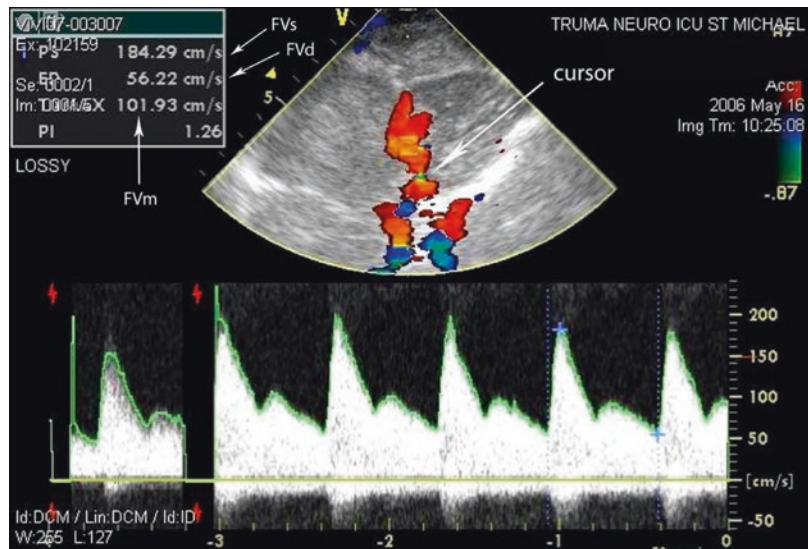 VIVID7-003007
Ex: 102159
PS 184.29 cm/s
ED 56.22 cm/s
Se: 0002/1
101.93 cm/s
Im:
PI 1.26
LOSSY
FVs
FVd
FVm
V
5
cursor
TRUMA NEURO ICU ST MICHAEL
.87
Acc:
2006 May 16
Img Tm: 10:25:08
-.87
200
150
100
50
[cm/s]
-50
Id:DCM / Lin:DCM / Id:ID
W:255 L:127
-3
-2
-1
0